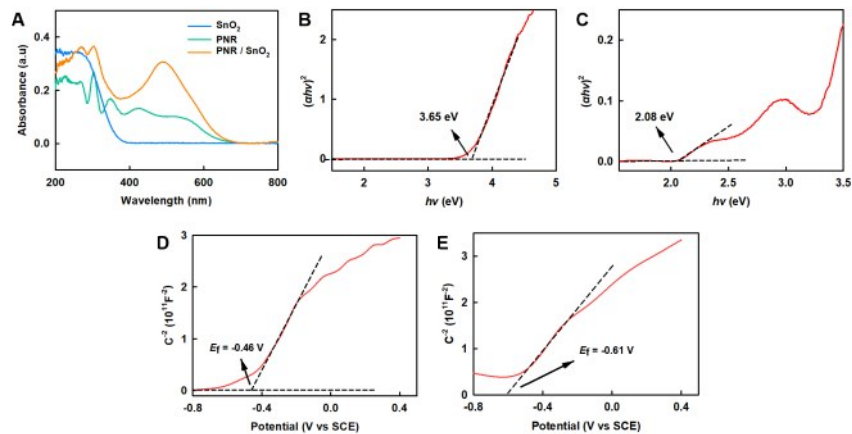 A
SnO2
PNR
PNR / SnO2
0.4
0.2
0.0
Absorbance (a.u)
200 400 600 800
Wavelength (nm)
B
2
1
0
(αhν)2
3.65 eV
2 3 4 5
hν (eV)
C
0.2
0.1
0.0
(αhν)2
2.08 eV
2.0 2.5 3.0 3.5
hν (eV)
D
3
2
1
0
C-2 (1011F-2)
Ef = -0.46 V
-0.8 -0.4 0.0 0.4
Potential (V vs SCE)
E
3
2
1
0
C-2 (1011F-2)
Ef = -0.61 V
-0.8 -0.4 0.0 0.4
Potential (V vs SCE)